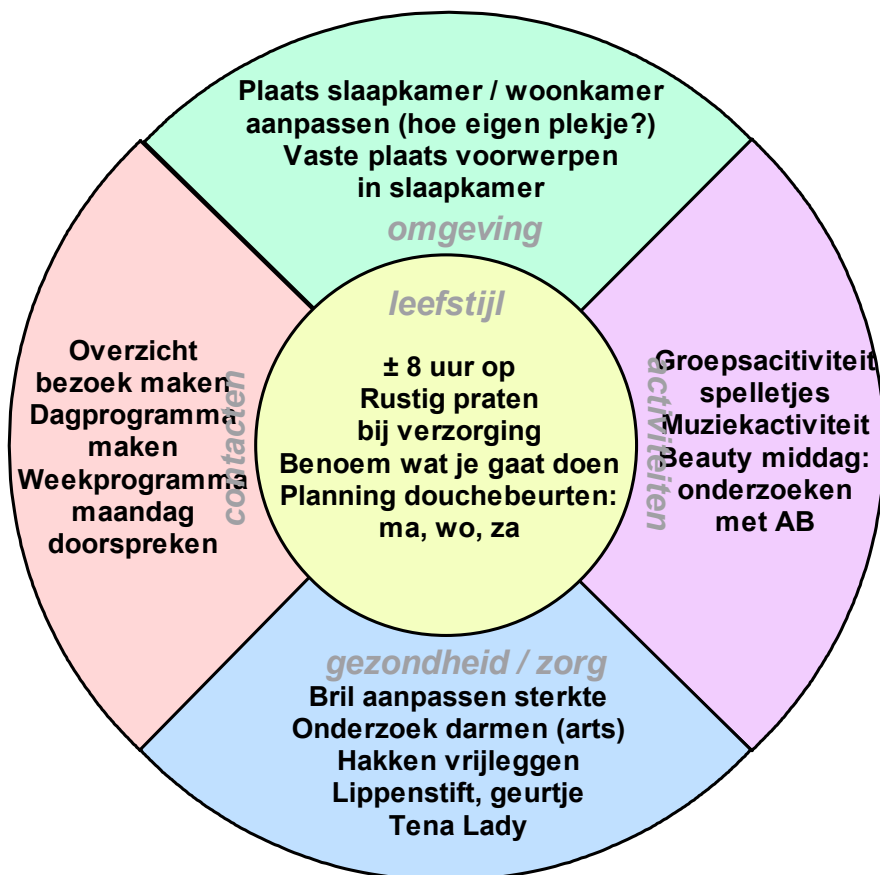 Plaats slaapkamer / woonkamer
aanpassen (hoe eigen plekje?)
Vaste plaats voorwerpen
in slaapkamer
omgeving
leefstijl
± 8 uur op
Rustig praten
bij verzorging
Benoem wat je gaat doen
Planning douchebeurten:
ma, wo, za
Overzicht
bezoek maken
Dagprogramma
maken
Weekprogramma
maandag
doorspreken
contacten
Groepsacitiviteit
spelletjes
Muziekactiviteit
Beauty middag:
onderzoeken
met AB
activiteiten
gezondheid / zorg
Bril aanpassen sterkte
Onderzoek darmen (arts)
Hakken vrijleggen
Lippenstift, geurtje
Tena Lady